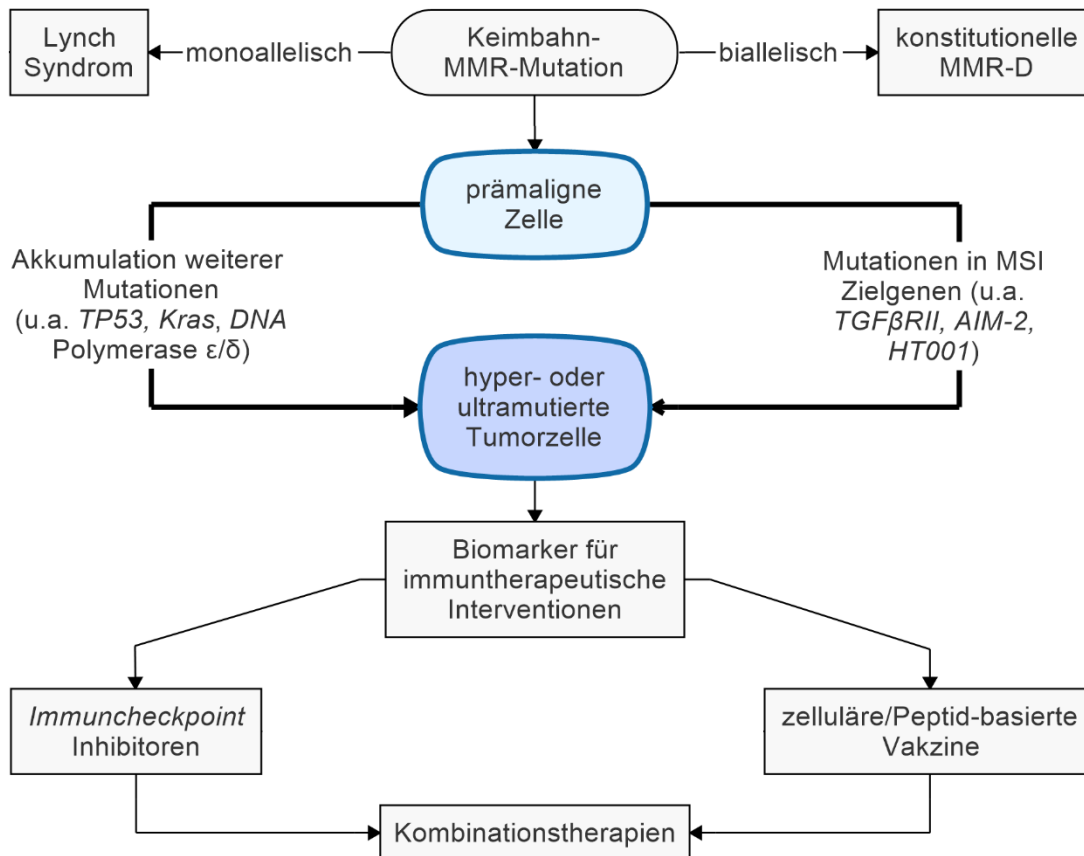 Lynch
Syndrom
monoallelisch
Keimbahn-
MMR-Mutation
biallelisch
konstitutionelle
MMR-D
prämaligne
Zelle
Akkumulation weiterer
Mutationen
(u.a. TP53, Kras, DNA
Polymerase ε/δ)
Mutationen in MSI
Zielgenen (u.a.
TGFβRII, AIM-2,
HT001)
hyper- oder
ultramutierte
Tumorzelle
Biomarker für
immuntherapeutische
Interventionen
Immuncheckpoint
Inhibitoren
zelluläre/Peptid-basierte
Vakzine
Kombinationstherapien